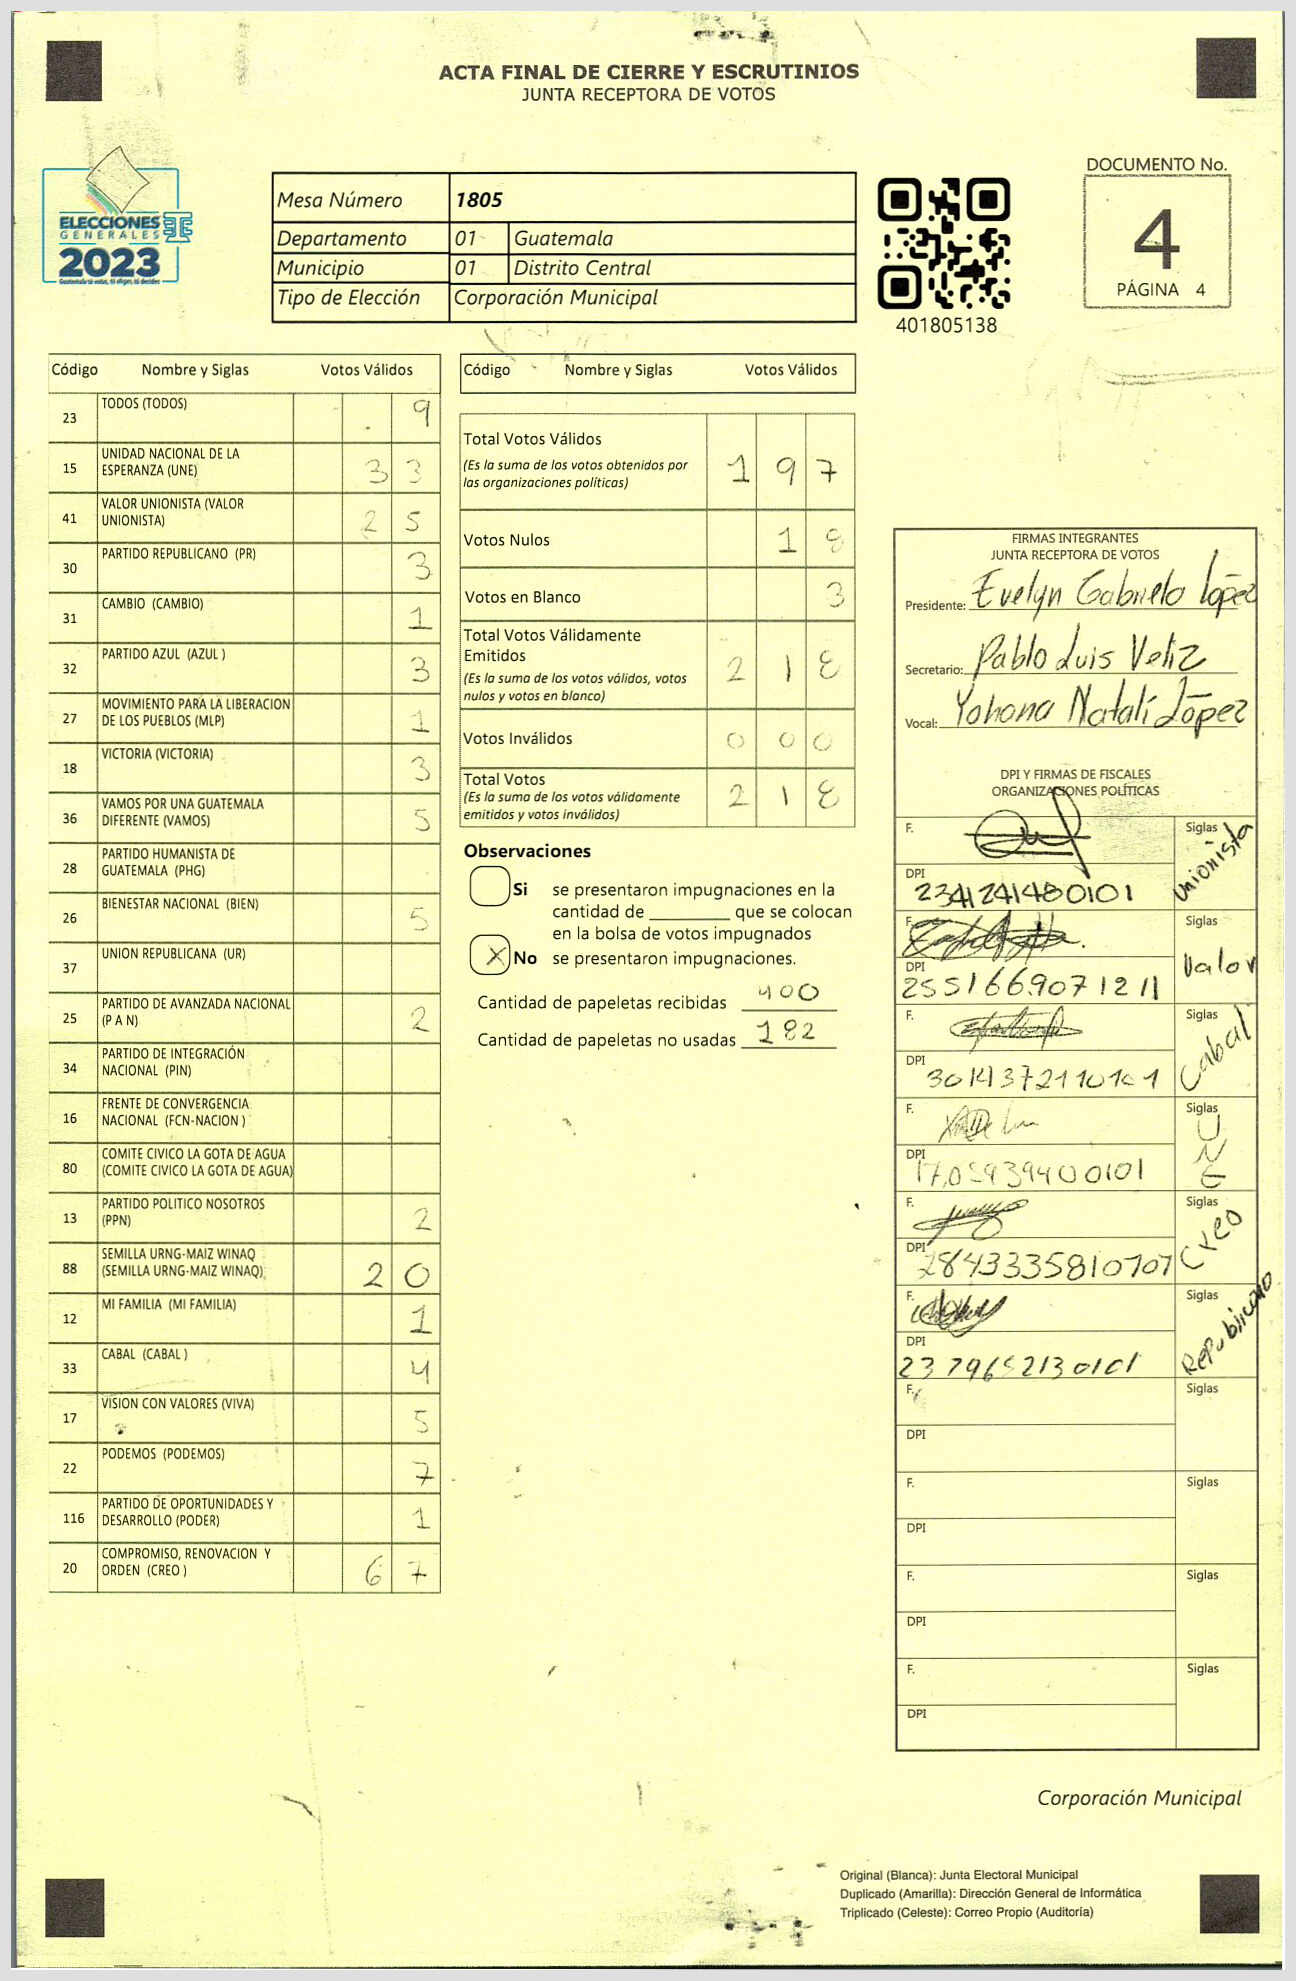 ACTA FINAL DE CIERRE Y ESCRUTINIOS
JUNTA RECEPTORA DE VOTOS
ELECCIONES
GENERALES
2023
Guatemala tú votas, tú eliges, tú decides
Mesa Número 1805
Departamento 01 Guatemala
Municipio 01 Distrito Central
Tipo de Elección Corporación Municipal
401805138
DOCUMENTO No.
4
PÁGINA 4
Código Nombre y Siglas Votos Válidos
23 TODOS (TODOS) 9
15 UNIDAD NACIONAL DE LA ESPERANZA (UNE) 33
41 VALOR UNIONISTA (VALOR UNIONISTA) 25
30 PARTIDO REPUBLICANO (PR) 3
31 CAMBIO (CAMBIO) 1
32 PARTIDO AZUL (AZUL ) 3
27 MOVIMIENTO PARA LA LIBERACION DE LOS PUEBLOS (MLP) 1
18 VICTORIA (VICTORIA) 3
36 VAMOS POR UNA GUATEMALA DIFERENTE (VAMOS) 5
28 PARTIDO HUMANISTA DE GUATEMALA (PHG)
26 BIENESTAR NACIONAL (BIEN) 5
37 UNION REPUBLICANA (UR)
25 PARTIDO DE AVANZADA NACIONAL (P A N) 2
34 PARTIDO DE INTEGRACIÓN NACIONAL (PIN)
16 FRENTE DE CONVERGENCIA NACIONAL (FCN-NACION )
80 COMITE CIVICO LA GOTA DE AGUA (COMITE CIVICO LA GOTA DE AGUA)
13 PARTIDO POLITICO NOSOTROS (PPN) 2
88 SEMILLA URNG-MAIZ WINAQ (SEMILLA URNG-MAIZ WINAQ) 20
12 MI FAMILIA (MI FAMILIA) 1
33 CABAL (CABAL ) 4
17 VISION CON VALORES (VIVA) 5
22 PODEMOS (PODEMOS) 7
116 PARTIDO DE OPORTUNIDADES Y DESARROLLO (PODER) 1
20 COMPROMISO, RENOVACION Y ORDEN (CREO ) 67
Código Nombre y Siglas Votos Válidos
Total Votos Válidos 197
(Es la suma de los votos obtenidos por
las organizaciones políticas)
Votos Nulos 18
Votos en Blanco 3
Total Votos Válidamente
Emitidos 218
(Es la suma de los votos válidos, votos
nulos y votos en blanco)
Votos Inválidos 000
Total Votos 218
(Es la suma de los votos válidamente
emitidos y votos inválidos)
Observaciones
Si se presentaron impugnaciones en la
cantidad de ________ que se colocan
en la bolsa de votos impugnados
X No se presentaron impugnaciones.
Cantidad de papeletas recibidas 400
Cantidad de papeletas no usadas 182
FIRMAS INTEGRANTES
JUNTA RECEPTORA DE VOTOS
Presidente: Evelyn Gabriela López
Secretario: Pablo Luis Veliz
Vocal: Yohana Natalí López
DPI Y FIRMAS DE FISCALES
ORGANIZACIONES POLÍTICAS
F. Siglas Unionista
DPI 2341241480101
F. Siglas Valor
DPI 2551669071211
F. Siglas Cabal
DPI
F. Siglas UNE
DPI
F. Siglas Creo
DPI 2843335810707
F. Siglas Republicano
DPI
F. Siglas
DPI
F. Siglas
DPI
F. Siglas
DPI
F. Siglas
DPI
Corporación Municipal
Original (Blanca): Junta Electoral Municipal
Duplicado (Amarilla): Dirección General de Informática
Triplicado (Celeste): Correo Propio (Auditoría)